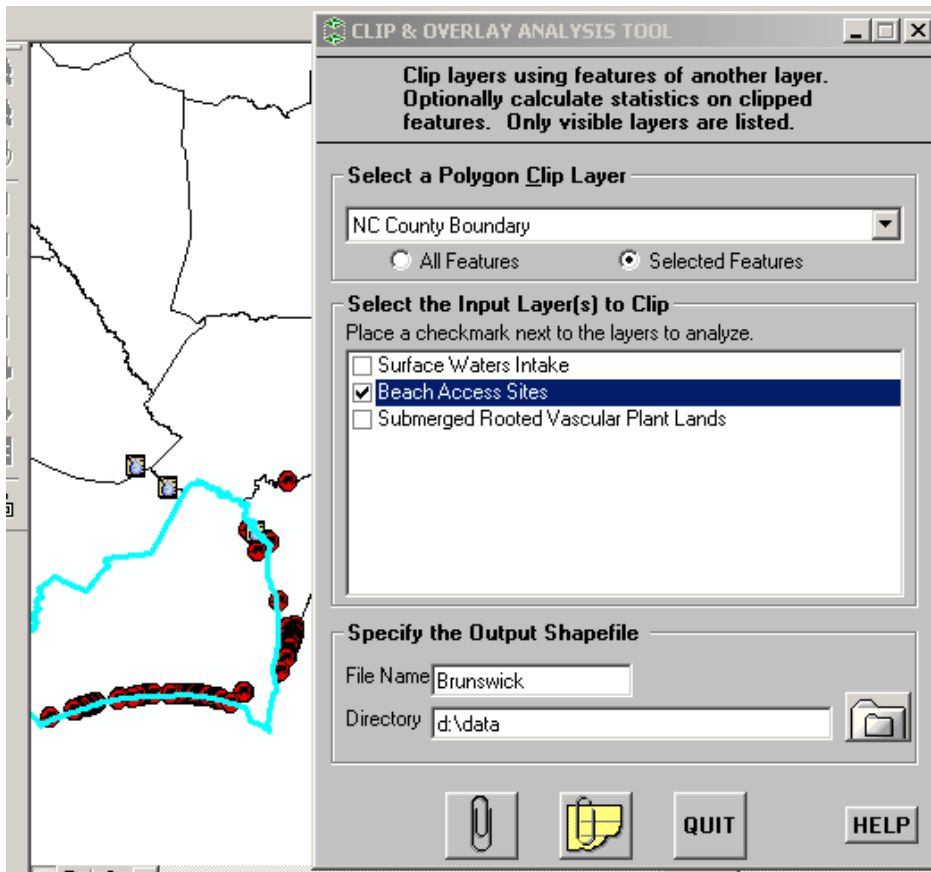 CLIP & OVERLAY ANALYSIS TOOL
Clip layers using features of another layer.
Optionally calculate statistics on clipped
features. Only visible layers are listed.
Select a Polygon Clip Layer
NC County Boundary
All Features
Selected Features
Select the Input Layer(s) to Clip
Place a checkmark next to the layers to analyze.
Surface Waters Intake
Beach Access Sites
Submerged Rooted Vascular Plant Lands
Specify the Output Shapefile
File Name Brunswick
Directory d:\data
QUIT
HELP